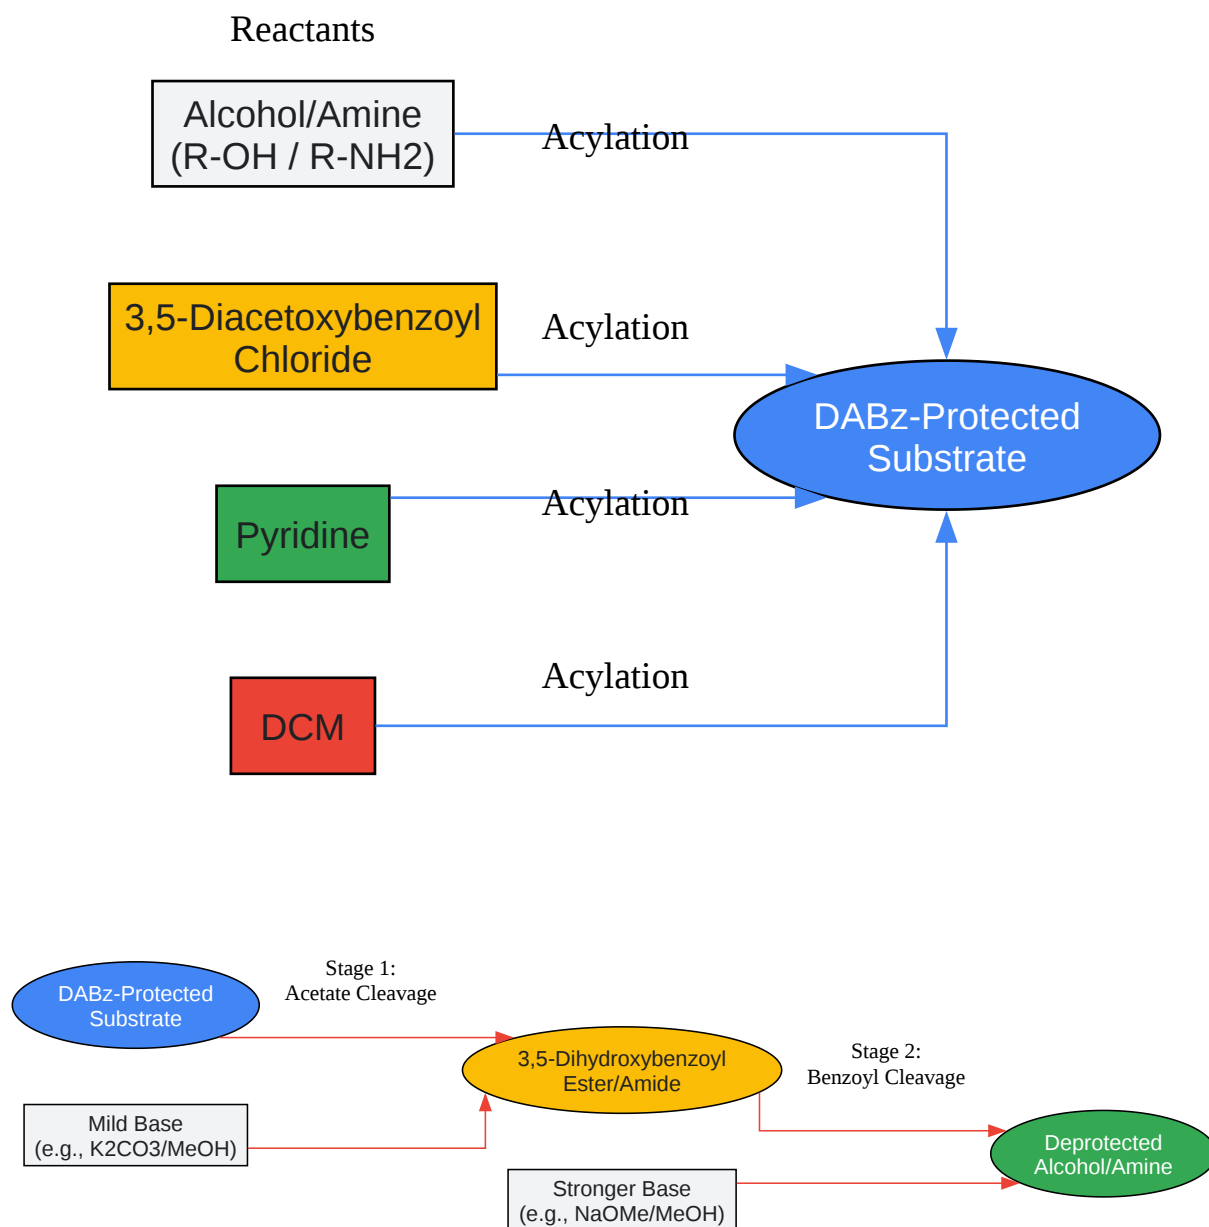 Reactants
Alcohol/Amine
(R-OH / R-NH2)
Acylation
3,5-Diacetoxybenzoyl
Chloride
Acylation
DABz-Protected
Substrate
Pyridine
Acylation
DCM
Acylation
DABz-Protected
Substrate
Stage 1:
Acetate Cleavage
Mild Base
(e.g., K2CO3/MeOH)
3,5-Dihydroxybenzoyl
Ester/Amide
Stage 2:
Benzoyl Cleavage
Stronger Base
(e.g., NaOMe/MeOH)
Deprotected
Alcohol/Amine